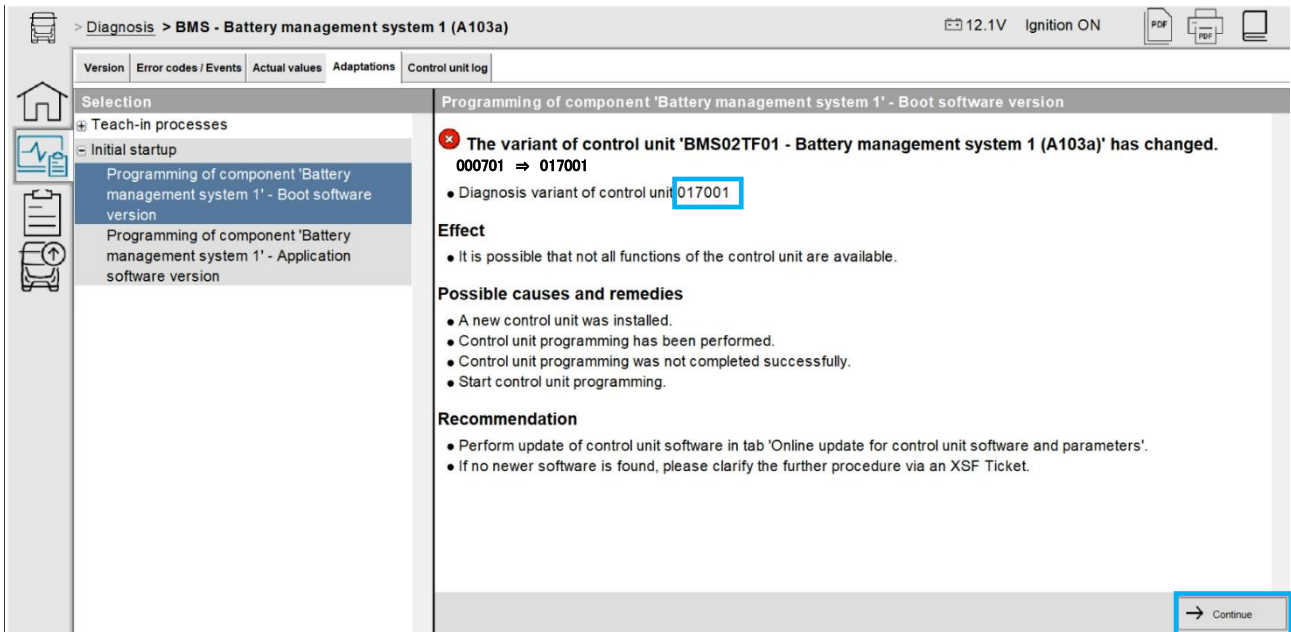 > Diagnosis > BMS - Battery management system 1 (A103a)
12.1V Ignition ON
PDF
PDF
Version Error codes / Events Actual values Adaptations Control unit log
Selection
Teach-in processes
Initial startup
Programming of component 'Battery
management system 1' - Boot software
version
Programming of component 'Battery
management system 1' - Application
software version
Programming of component 'Battery management system 1' - Boot software version
The variant of control unit 'BMS02TF01 - Battery management system 1 (A103a)' has changed.
000701 ⇒ 017001
• Diagnosis variant of control unit 017001
Effect
• It is possible that not all functions of the control unit are available.
Possible causes and remedies
• A new control unit was installed.
• Control unit programming has been performed.
• Control unit programming was not completed successfully.
• Start control unit programming.
Recommendation
• Perform update of control unit software in tab 'Online update for control unit software and parameters'.
• If no newer software is found, please clarify the further procedure via an XSF Ticket.
→ Continue